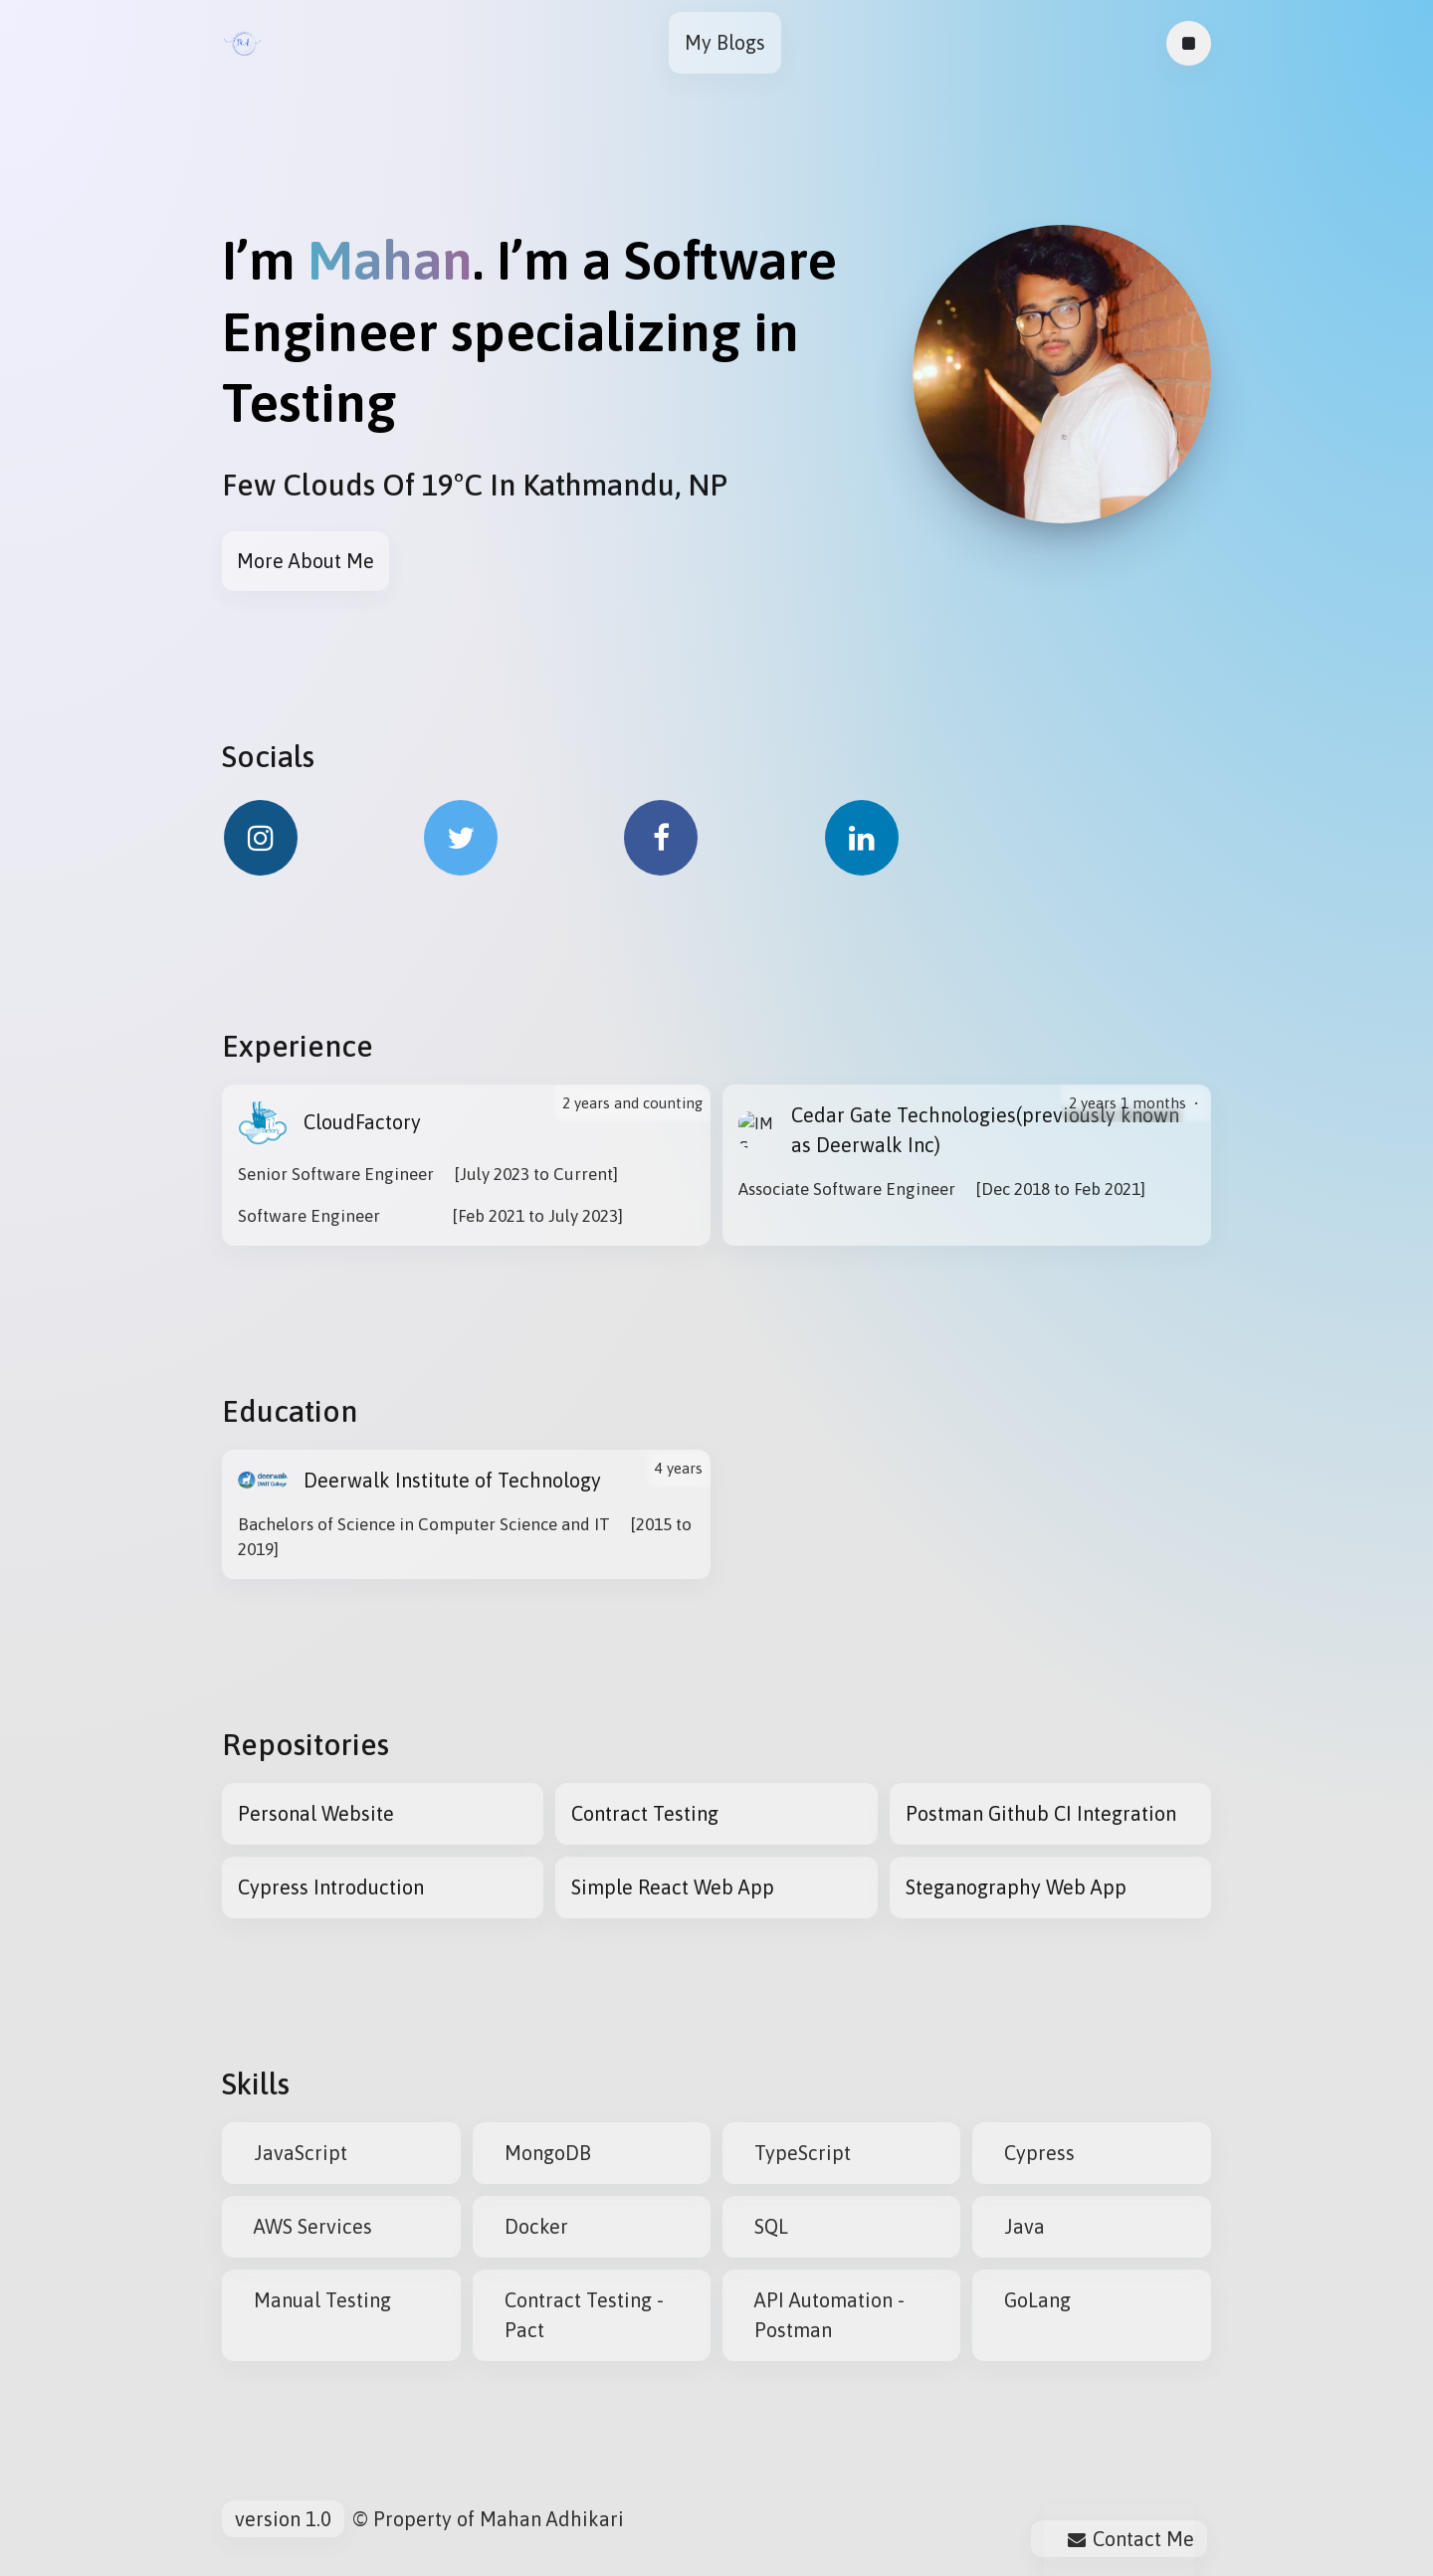 My Blogs
I’m Mahan. I’m a Software
Engineer specializing in
Testing
Few Clouds Of 19°C In Kathmandu, NP
More About Me
Socials
Experience
2 years and counting
CloudFactory
Senior Software Engineer [July 2023 to Current]
Software Engineer [Feb 2021 to July 2023]
2 years 1 months ·
IM
Cedar Gate Technologies(previously known
as Deerwalk Inc)
Associate Software Engineer [Dec 2018 to Feb 2021]
Education
4 years
deerwalk
DWIT College
Deerwalk Institute of Technology
Bachelors of Science in Computer Science and IT [2015 to
2019]
Repositories
Personal Website
Contract Testing
Postman Github CI Integration
Cypress Introduction
Simple React Web App
Steganography Web App
Skills
JavaScript
MongoDB
TypeScript
Cypress
AWS Services
Docker
SQL
Java
Manual Testing
Contract Testing -
Pact
API Automation -
Postman
GoLang
version 1.0 © Property of Mahan Adhikari
Contact Me